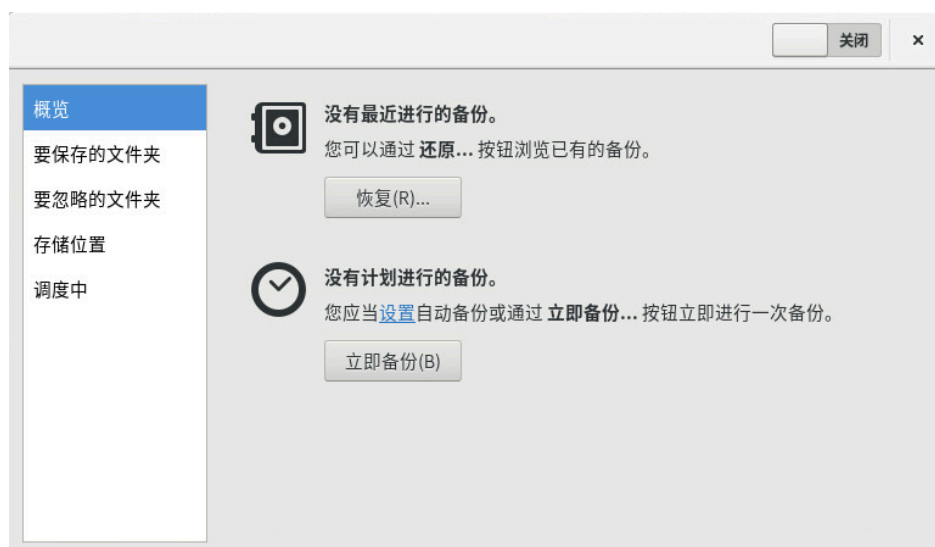 关闭
×
概览
要保存的文件夹
要忽略的文件夹
存储位置
调度中
没有最近进行的备份。
您可以通过 还原... 按钮浏览已有的备份。
恢复(R)...
没有计划进行的备份。
您应当设置自动备份或通过 立即备份... 按钮立即进行一次备份。
立即备份(B)